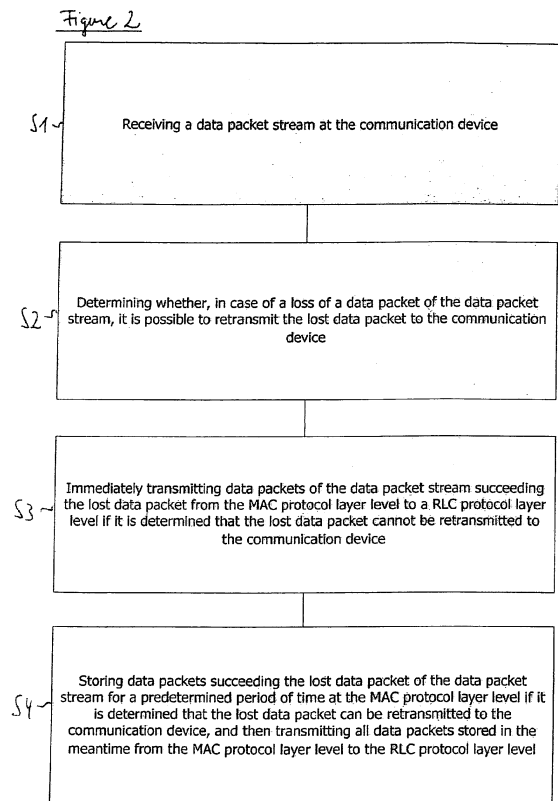 Figure 2
S1
Receiving a data packet stream at the communication device
S2
Determining whether, in case of a loss of a data packet of the data packet
stream, it is possible to retransmit the lost data packet to the communication
device
S3
Immediately transmitting data packets of the data packet stream succeeding
the lost data packet from the MAC protocol layer level to a RLC protocol layer
level if it is determined that the lost data packet cannot be retransmitted to
the communication device
S4
Storing data packets succeeding the lost data packet of the data packet
stream for a predetermined period of time at the MAC protocol layer level if it
is determined that the lost data packet can be retransmitted to the
communication device, and then transmitting all data packets stored in the
meantime from the MAC protocol layer level to the RLC protocol layer level